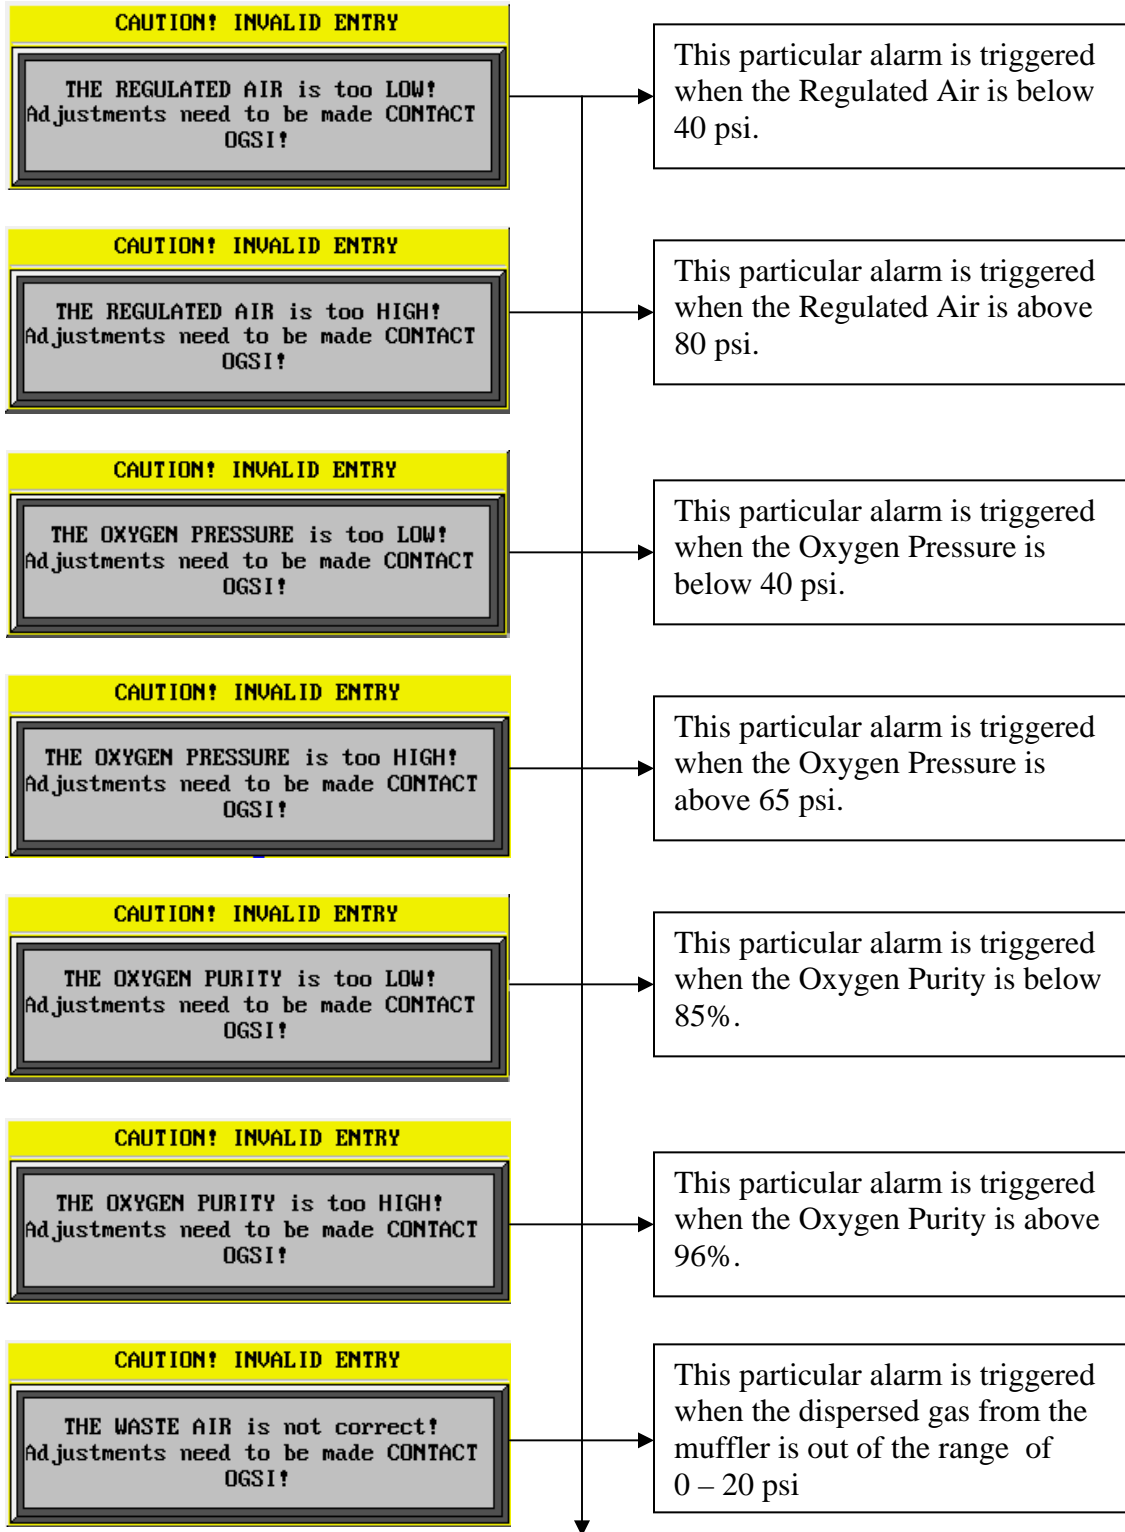 CAUTION! INVALID ENTRY
THE REGULATED AIR is too LOW!
Adjustments need to be made CONTACT
OGSI!
This particular alarm is triggered
when the Regulated Air is below
40 psi.
CAUTION! INVALID ENTRY
THE REGULATED AIR is too HIGH!
Adjustments need to be made CONTACT
OGSI!
This particular alarm is triggered
when the Regulated Air is above
80 psi.
CAUTION! INVALID ENTRY
THE OXYGEN PRESSURE is too LOW!
Adjustments need to be made CONTACT
OGSI!
This particular alarm is triggered
when the Oxygen Pressure is
below 40 psi.
CAUTION! INVALID ENTRY
THE OXYGEN PRESSURE is too HIGH!
Adjustments need to be made CONTACT
OGSI!
This particular alarm is triggered
when the Oxygen Pressure is
above 65 psi.
CAUTION! INVALID ENTRY
THE OXYGEN PURITY is too LOW!
Adjustments need to be made CONTACT
OGSI!
This particular alarm is triggered
when the Oxygen Purity is below
85%.
CAUTION! INVALID ENTRY
THE OXYGEN PURITY is too HIGH!
Adjustments need to be made CONTACT
OGSI!
This particular alarm is triggered
when the Oxygen Purity is above
96%.
CAUTION! INVALID ENTRY
THE WASTE AIR is not correct!
Adjustments need to be made CONTACT
OGSI!
This particular alarm is triggered
when the dispersed gas from the
muffler is out of the range of
0 – 20 psi